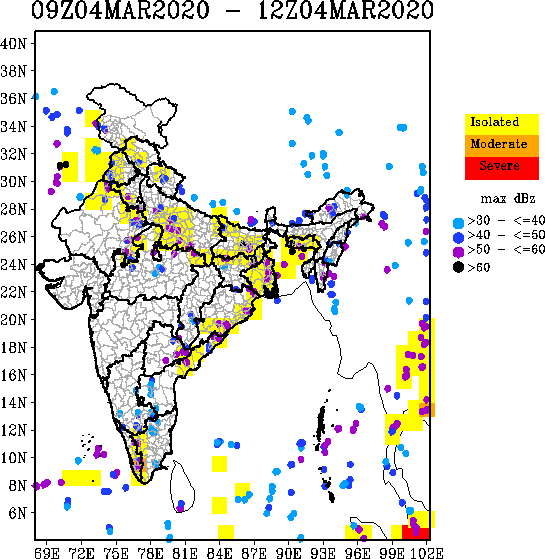 09Z04MAR2020 – 12Z04MAR2020
40N
38N
36N
34N
32N
30N
28N
26N
24N
22N
20N
18N
16N
14N
12N
10N
8N
6N
69E 72E 75E 78E 81E 84E 87E 90E 93E 96E 99E 102E
Isolated
Moderate
Severe
max dBz
>30 – <=40
>40 – <=50
>50 – <=60
>60